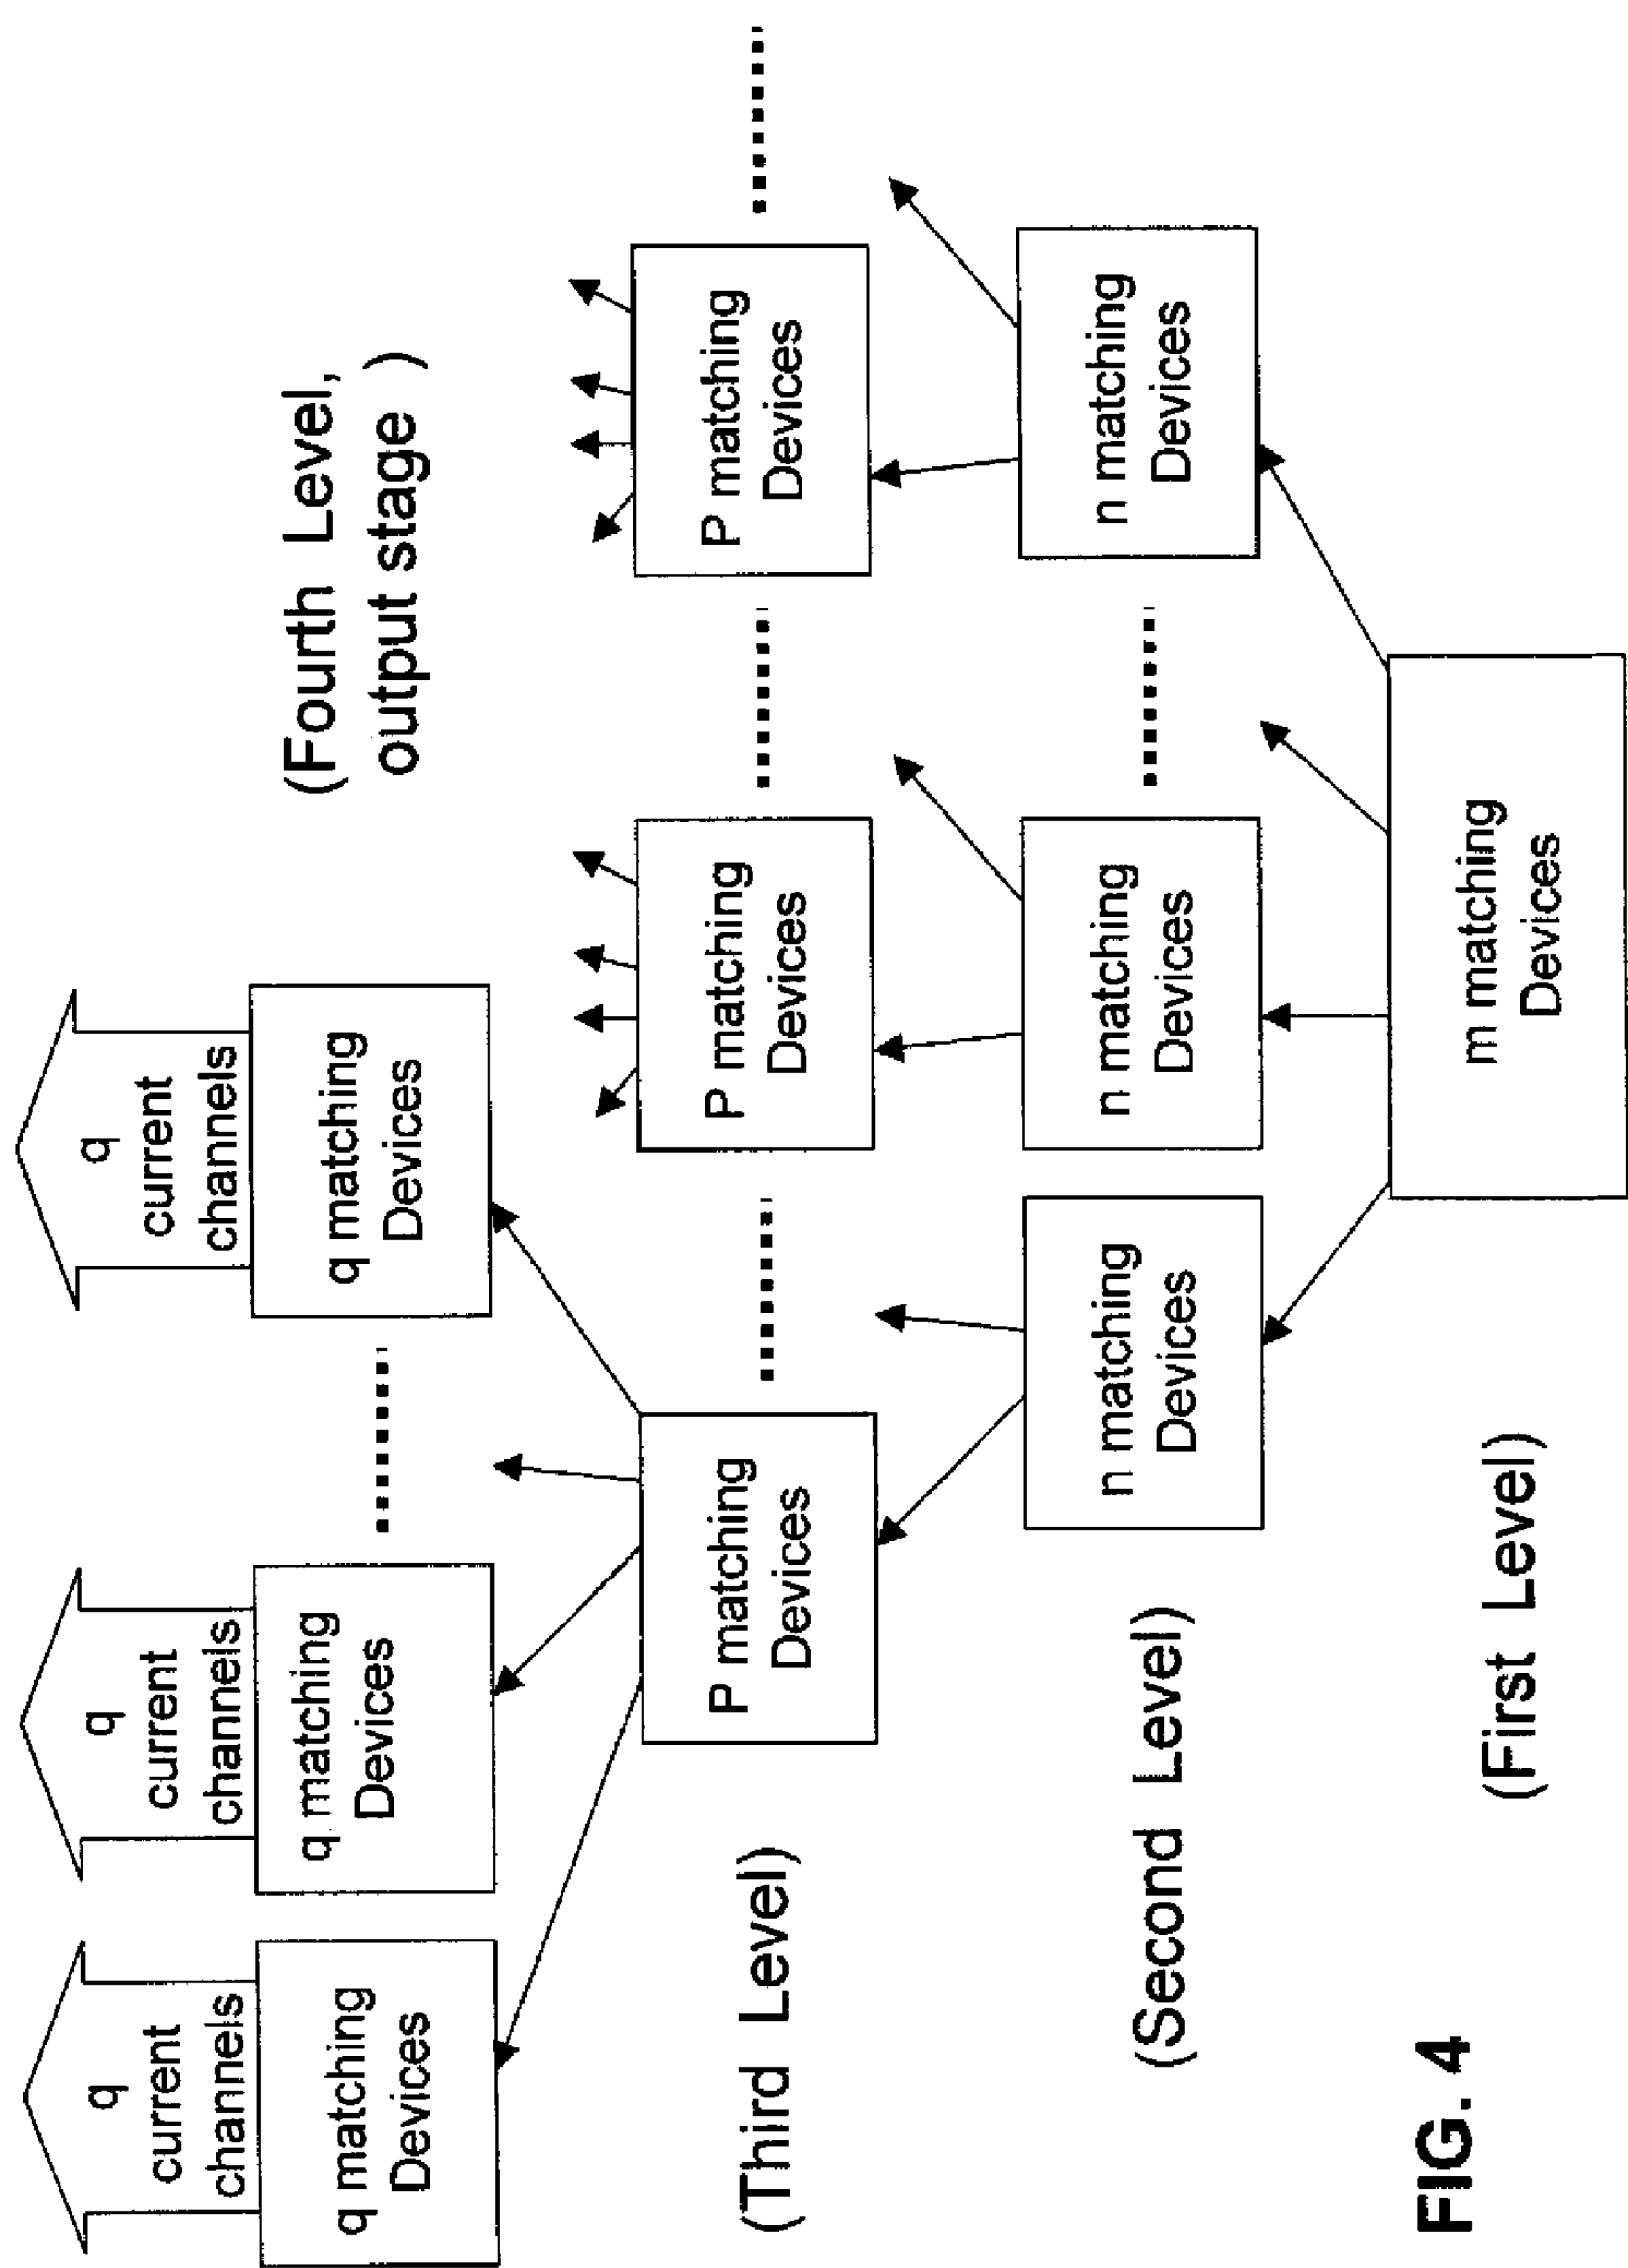 q
current
channels
q
current
channels
q
current
channels
q matching
Devices
q matching
Devices
q matching
Devices
(Fourth Level,
output stage )
(Third Level)
P matching
Devices
P matching
Devices
P matching
Devices
(Second Level)
n matching
Devices
n matching
Devices
n matching
Devices
FIG. 4
(First Level)
m matching
Devices